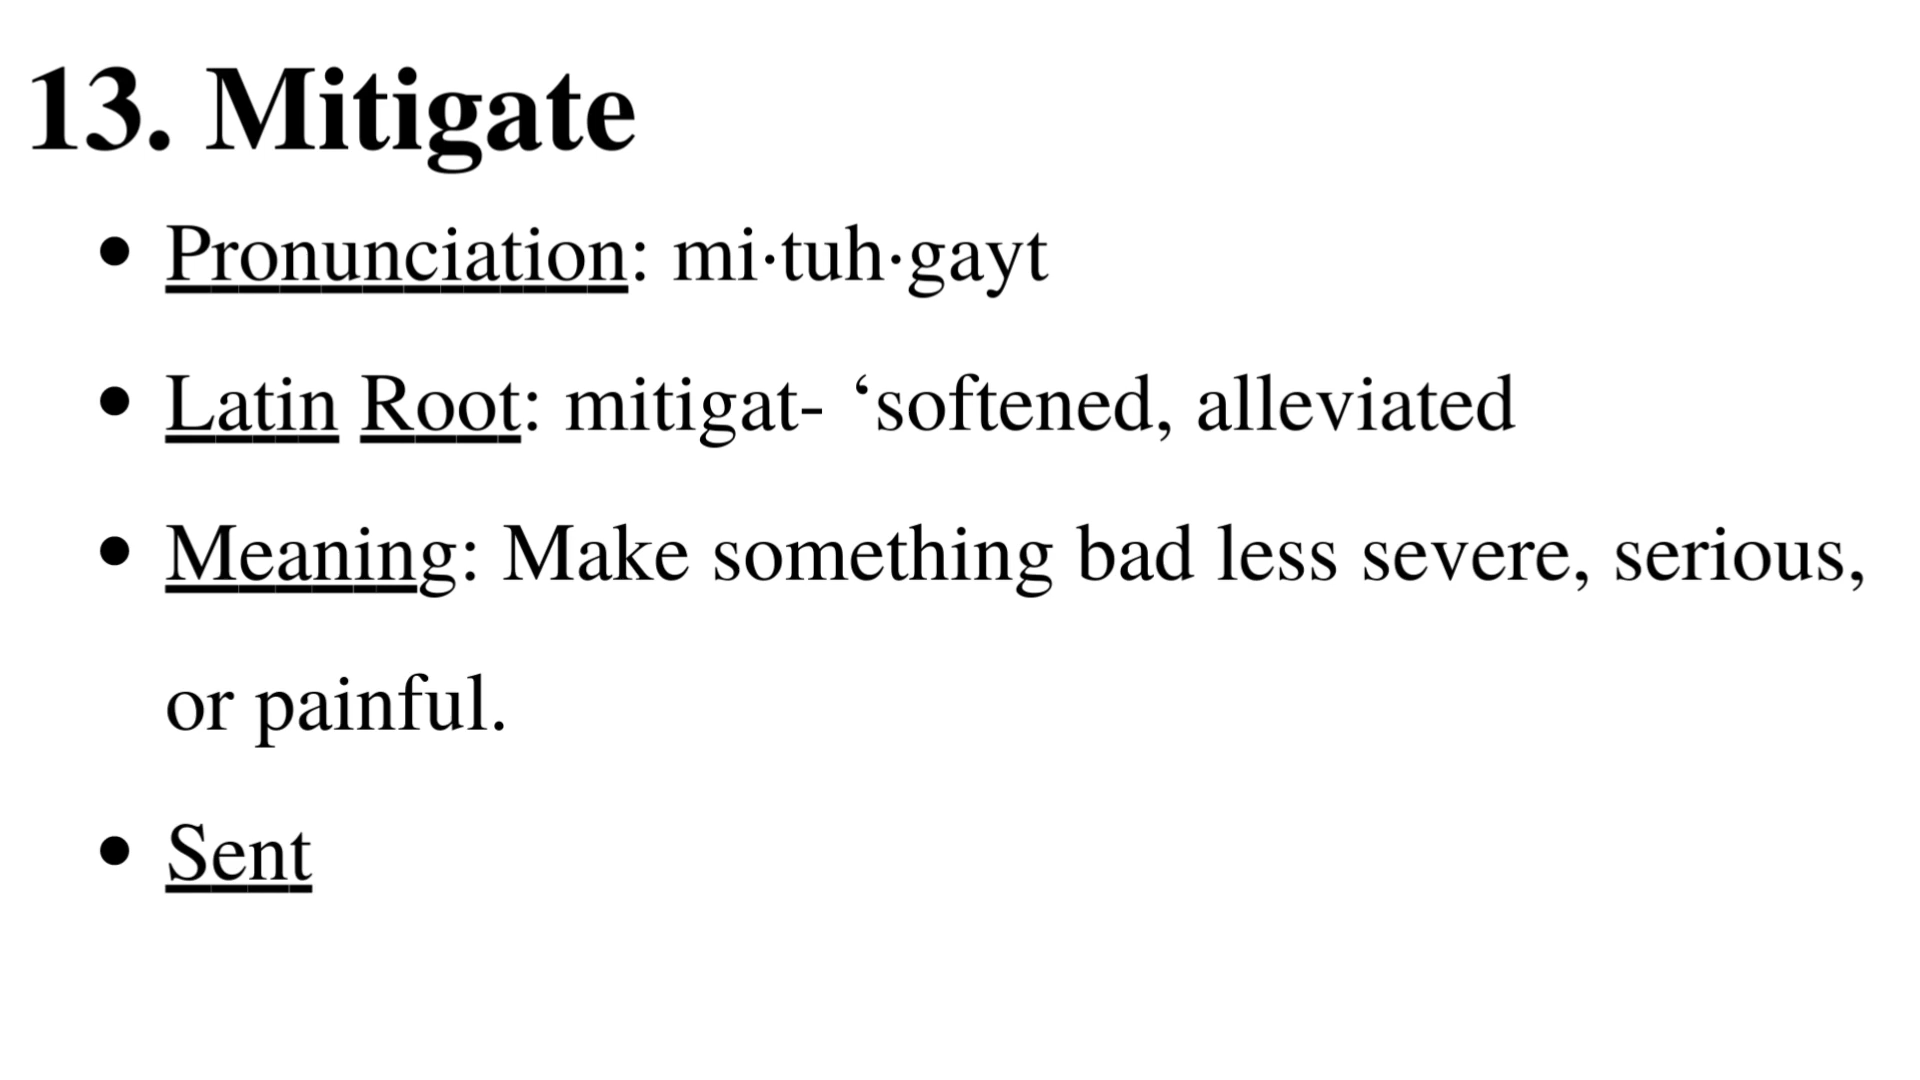 13. Mitigate
• Pronunciation: mi·tuh·gayt
• Latin Root: mitigat- ‘softened, alleviated
• Meaning: Make something bad less severe, serious,
or painful.
• Sent